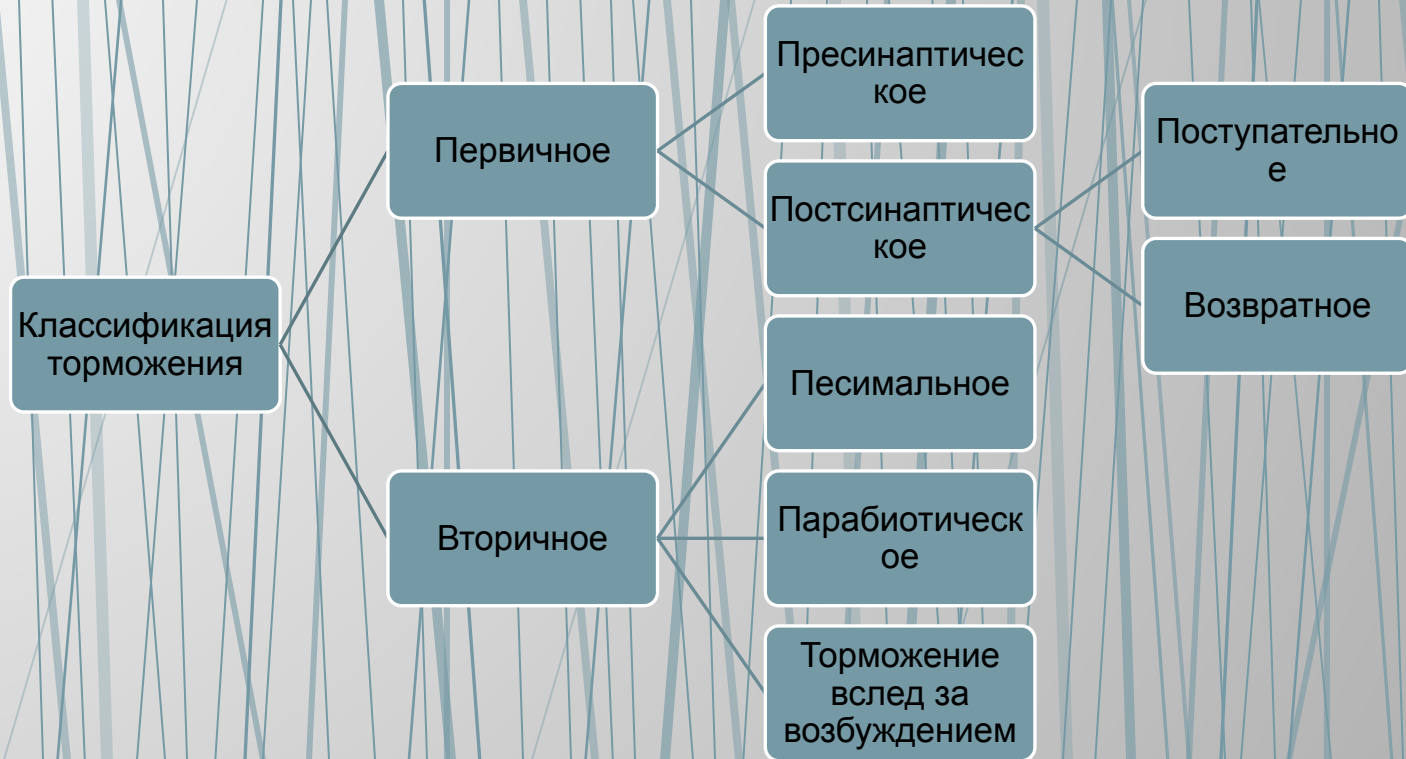 Классификация
торможения
Первичное
Вторичное
Пресинаптичес
кое
Постсинаптичес
кое
Песимальное
Парабиотическ
ое
Торможение
вслед за
возбуждением
Поступательно
е
Возвратное